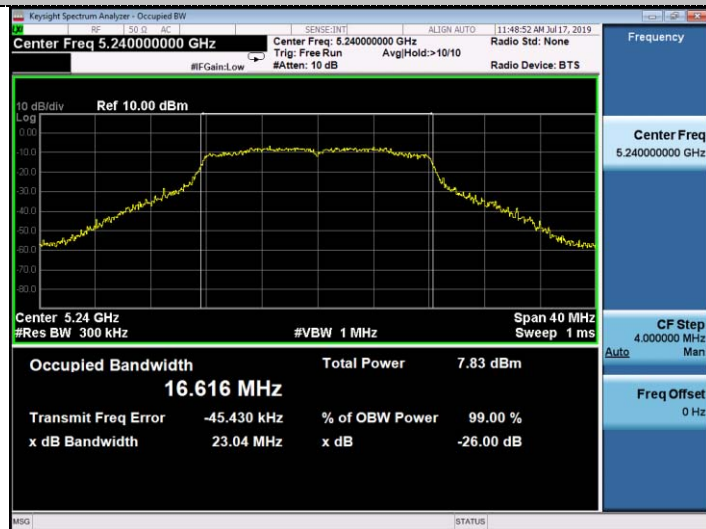 Keysight Spectrum Analyzer - Occupied BW
LXI RF 50 Ω AC SENSE:INT ALIGN AUTO 11:48:52 AM Jul 17, 2019
Center Freq 5.240000000 GHz
Center Freq: 5.240000000 GHz Radio Std: None
Trig: Free Run Avg|Hold:>10/10
#IFGain:Low #Atten: 10 dB Radio Device: BTS
10 dB/div Ref 10.00 dBm
Log
0.00
-10.0
-20.0
-30.0
-40.0
-50.0
-60.0
-70.0
-80.0
Center 5.24 GHz Span 40 MHz
#Res BW 300 kHz #VBW 1 MHz Sweep 1 ms
Occupied Bandwidth Total Power 7.83 dBm
16.616 MHz
Transmit Freq Error -45.430 kHz % of OBW Power 99.00 %
x dB Bandwidth 23.04 MHz x dB -26.00 dB
MSG STATUS
Frequency
Center Freq
5.240000000 GHz
CF Step
4.000000 MHz
Auto Man
Freq Offset
0 Hz